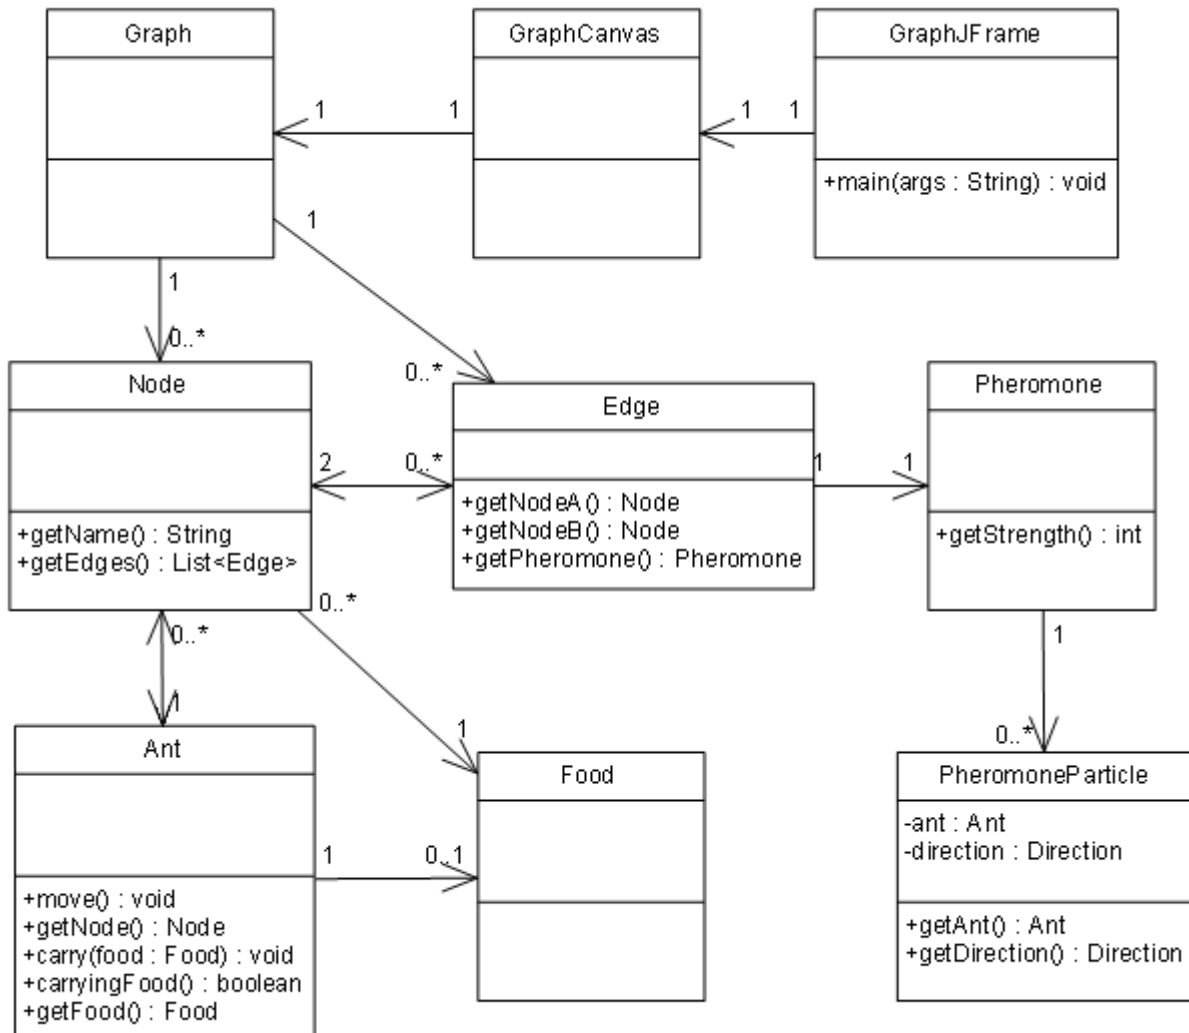 Graph
GraphCanvas
GraphJFrame
1
1
1
1
+main(args : String) : void
1
1
0..*
0..*
Node
Edge
Pheromone
2
0..*
1
1
+getName() : String
+getEdges() : List<Edge>
+getNodeA() : Node
+getNodeB() : Node
+getPheromone() : Pheromone
+getStrength() : int
0..*
0..*
1
1
1
0..*
Ant
Food
PheromoneParticle
-ant : Ant
-direction : Direction
1
0..1
+move() : void
+getNode() : Node
+carry(food : Food) : void
+carryingFood() : boolean
+getFood() : Food
+getAnt() : Ant
+getDirection() : Direction